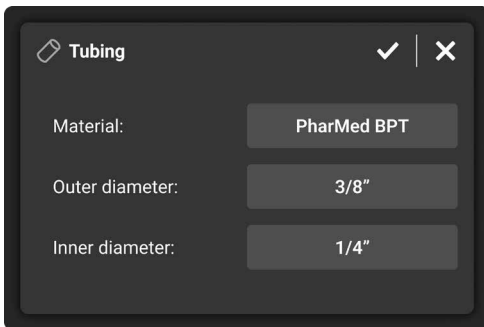 Tubing
Material: PharMed BPT
Outer diameter: 3/8”
Inner diameter: 1/4”